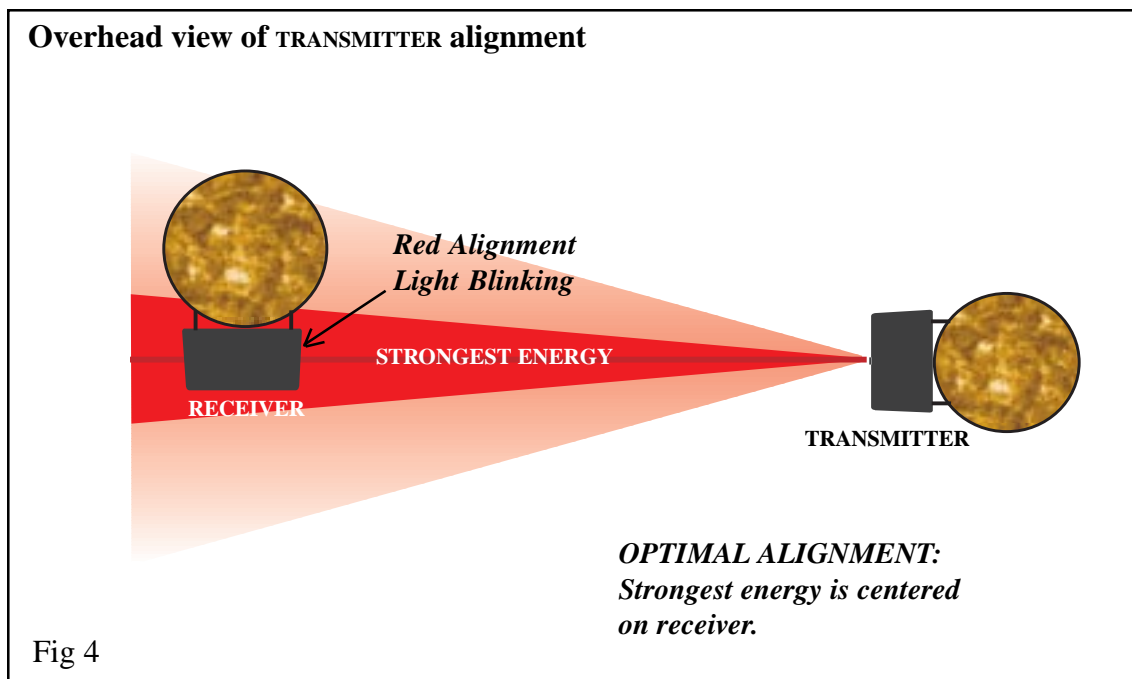 Overhead view of TRANSMITTER alignment
Red Alignment
Light Blinking
STRONGEST ENERGY
RECEIVER
TRANSMITTER
OPTIMAL ALIGNMENT:
Strongest energy is centered
on receiver.
Fig 4